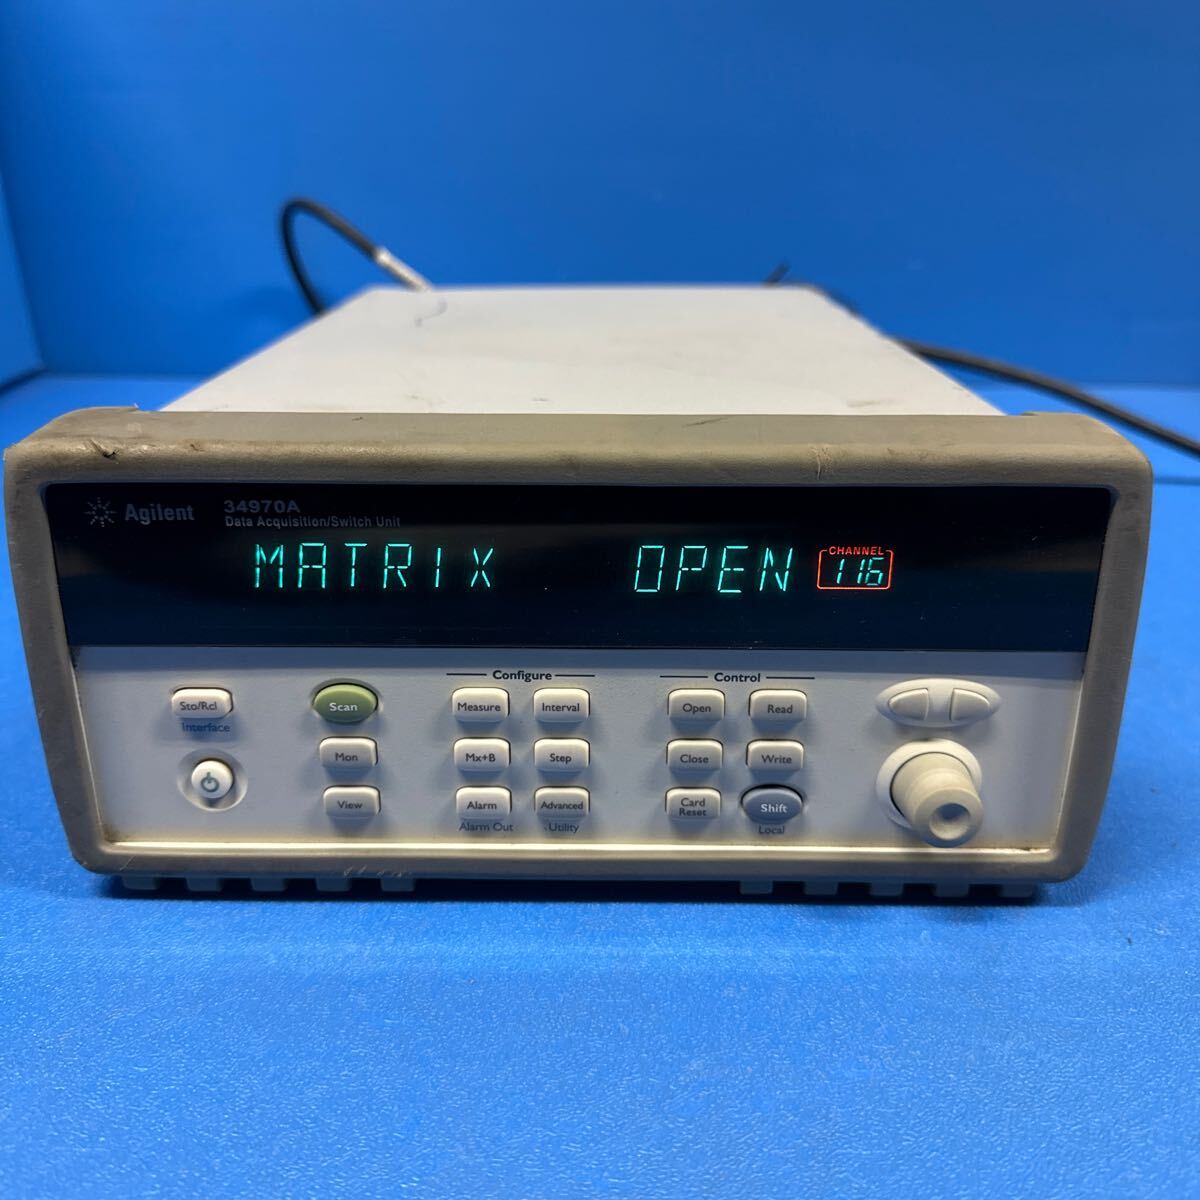 Agilent 34970A
Data Acquisition/Switch Unit
MATRIX OPEN CHANNEL 116
Configure Control
Sto/Rcl Scan Measure Interval Open Read
Interface
Mon Mx+B Step Close Write
View Alarm Advanced Card Reset Shift
Alarm Out Utility Local